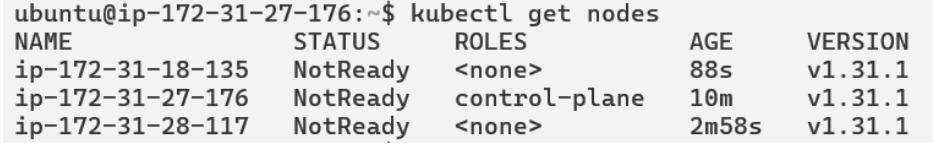 ubuntu@ip-172-31-27-176:~$ kubectl get nodes
NAME STATUS ROLES AGE VERSION
ip-172-31-18-135 NotReady <none> 88s v1.31.1
ip-172-31-27-176 NotReady control-plane 10m v1.31.1
ip-172-31-28-117 NotReady <none> 2m58s v1.31.1